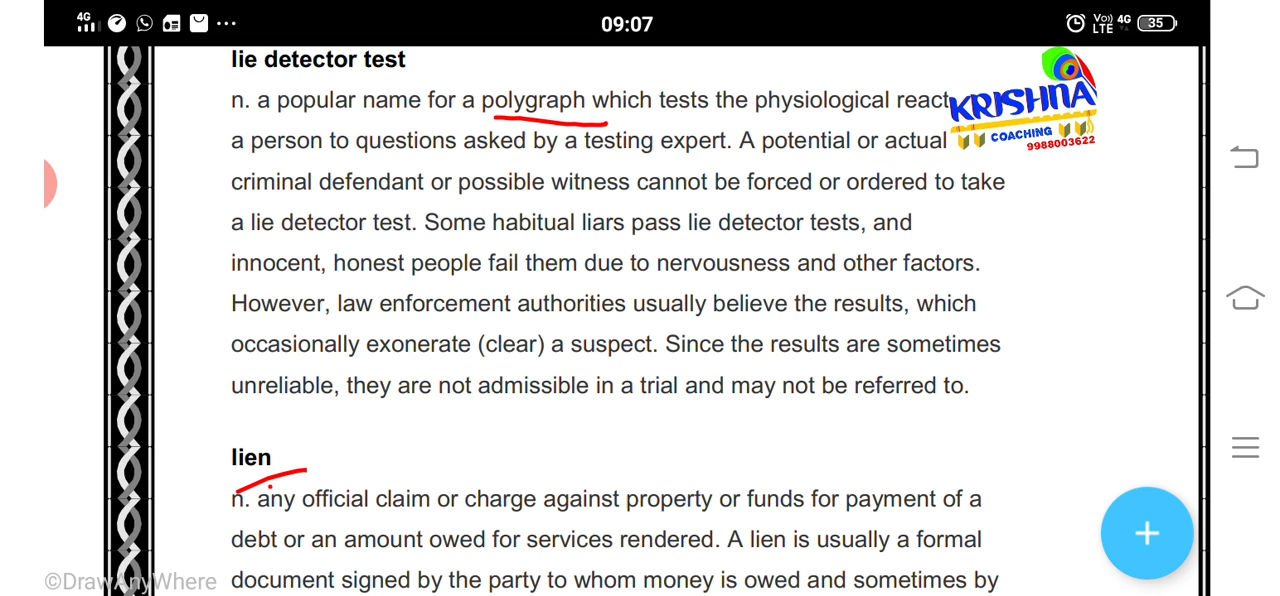 4G
09:07
Vo)) 4G
LTE
35
lie detector test
n. a popular name for a polygraph which tests the physiological react
a person to questions asked by a testing expert. A potential or actual
criminal defendant or possible witness cannot be forced or ordered to take
a lie detector test. Some habitual liars pass lie detector tests, and
innocent, honest people fail them due to nervousness and other factors.
However, law enforcement authorities usually believe the results, which
occasionally exonerate (clear) a suspect. Since the results are sometimes
unreliable, they are not admissible in a trial and may not be referred to.
KRISHNA
COACHING
9988003622
lien
n. any official claim or charge against property or funds for payment of a
debt or an amount owed for services rendered. A lien is usually a formal
document signed by the party to whom money is owed and sometimes by
©DrawAnyWhere